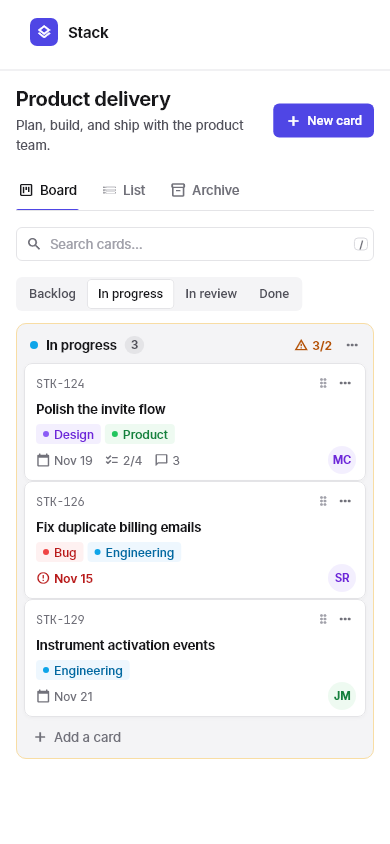 Stack
Product delivery
Plan, build, and ship with the product
team.
New card
Board
List
Archive
Search cards...
/
Backlog
In progress
In review
Done
In progress
3
3/2
STK-124
Polish the invite flow
Design
Product
Nov 19
2/4
3
MC
STK-126
Fix duplicate billing emails
Bug
Engineering
Nov 15
SR
STK-129
Instrument activation events
Engineering
Nov 21
JM
Add a card